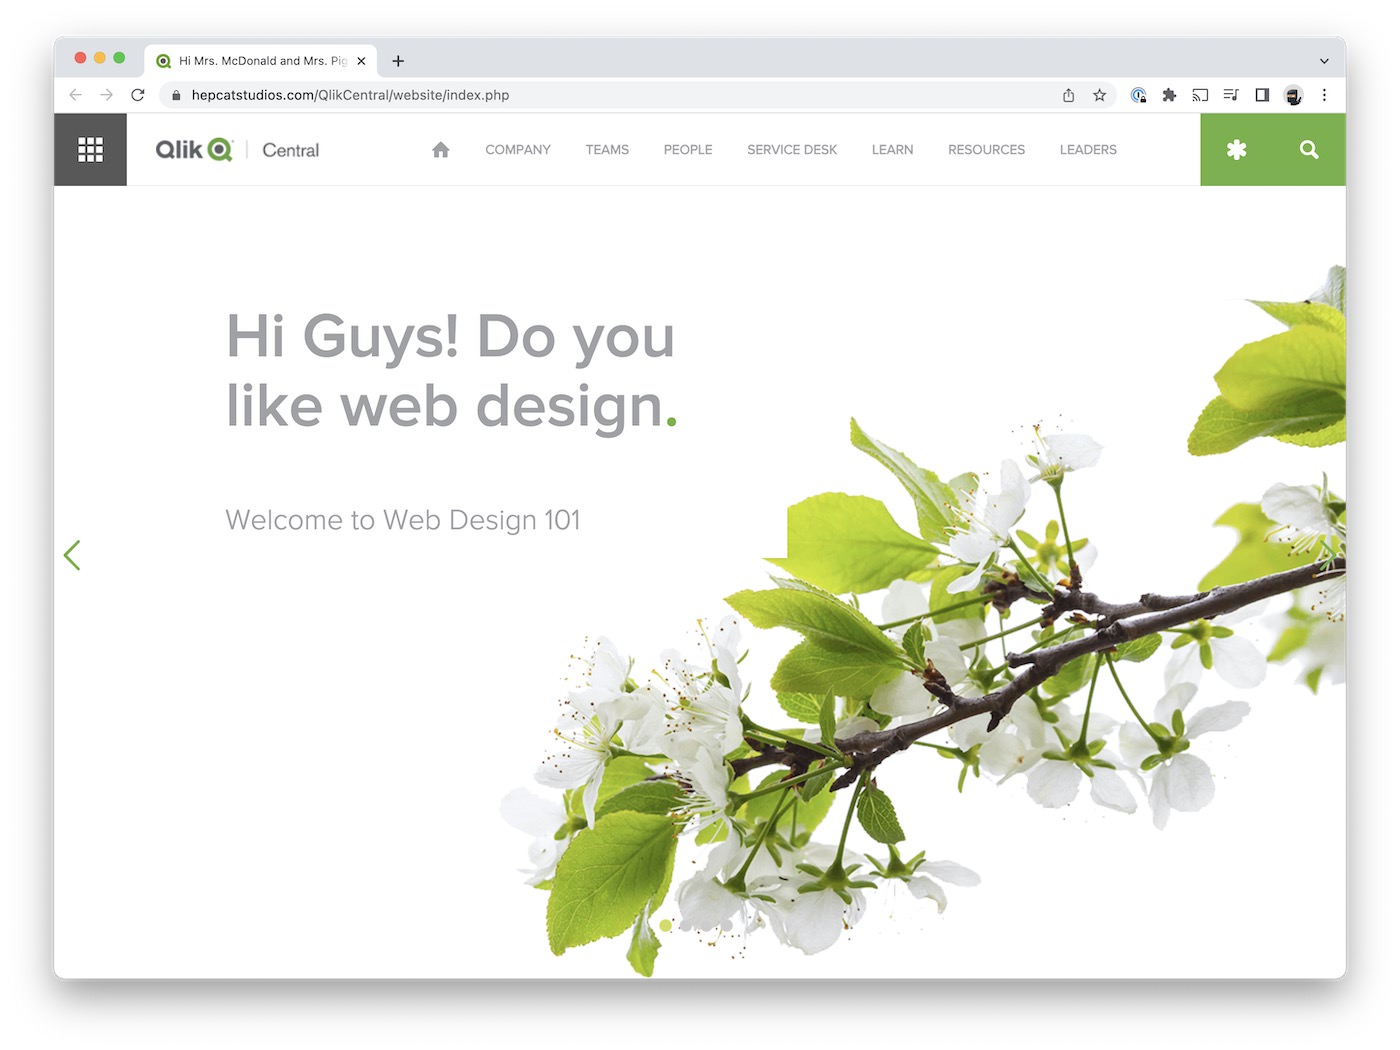 Hi Mrs. McDonald and Mrs. Pig
hepcatstudios.com/QlikCentral/website/index.php
Qlik Central
COMPANY TEAMS PEOPLE SERVICE DESK LEARN RESOURCES LEADERS
Hi Guys! Do you
like web design.
Welcome to Web Design 101